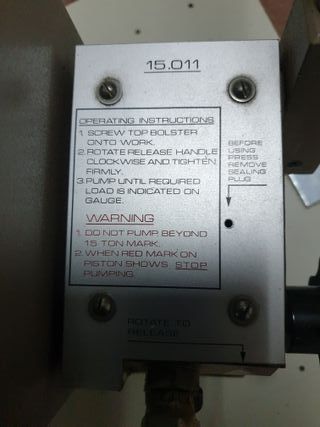 15.011
OPERATING INSTRUCTIONS
1. SCREW TOP BOLSTER
ONTO WORK.
2. ROTATE RELEASE HANDLE
CLOCKWISE AND TIGHTEN
FIRMLY.
3. PUMP UNTIL REQUIRED
LOAD IS INDICATED ON
GAUGE.
WARNING
1. DO NOT PUMP BEYOND
15 TON MARK.
2. WHEN RED MARK ON
PISTON SHOWS STOP
PUMPING.
BEFORE
USING
PRESS
REMOVE
SEALING
PLUG
ROTATE TO
RELEASE